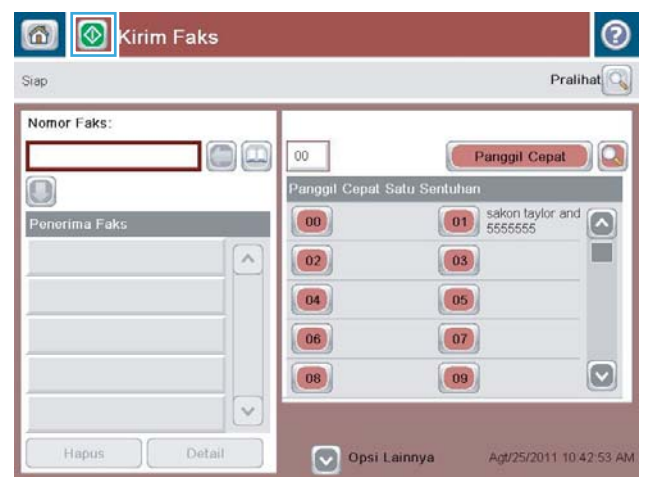 Kirim Faks
?
Siap
Pralihat
Nomor Faks:
00
Panggil Cepat
Panggil Cepat Satu Sentuhan
Penerima Faks
00
01
sakon taylor and
5555555
02
03
04
05
06
07
08
09
Hapus
Detail
Opsi Lainnya
Agt/25/2011 10:42:53 AM